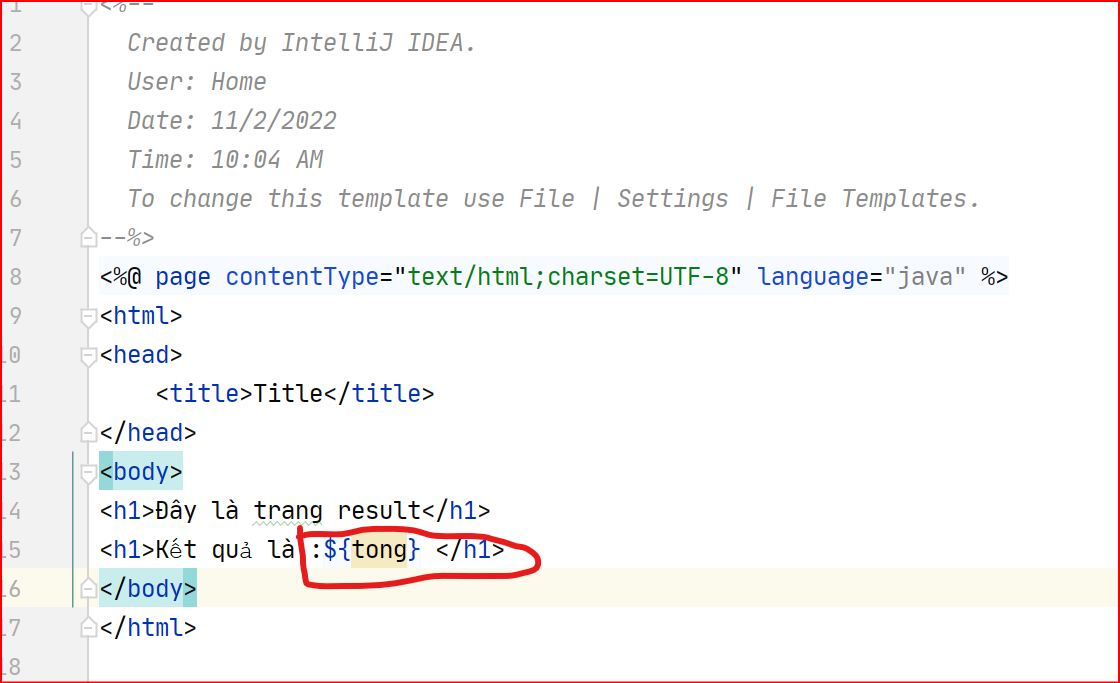 1 <%--
2 Created by IntelliJ IDEA.
3 User: Home
4 Date: 11/2/2022
5 Time: 10:04 AM
6 To change this template use File | Settings | File Templates.
7 --%>
8 <%@ page contentType="text/html;charset=UTF-8" language="java" %>
9 <html>
10 <head>
11 <title>Title</title>
12 </head>
13 <body>
14 <h1>Đây là trang result</h1>
15 <h1>Kết quả là :${tong} </h1>
16 </body>
17 </html>
18